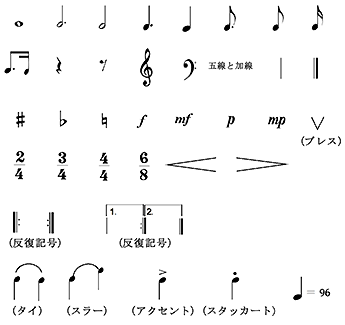 五線と加線
f mf p mp
(ブレス)
2/4 3/4 4/4 6/8
1. 2.
(反復記号) (反復記号)
(タイ) (スラー) (アクセント) (スタッカート) = 96